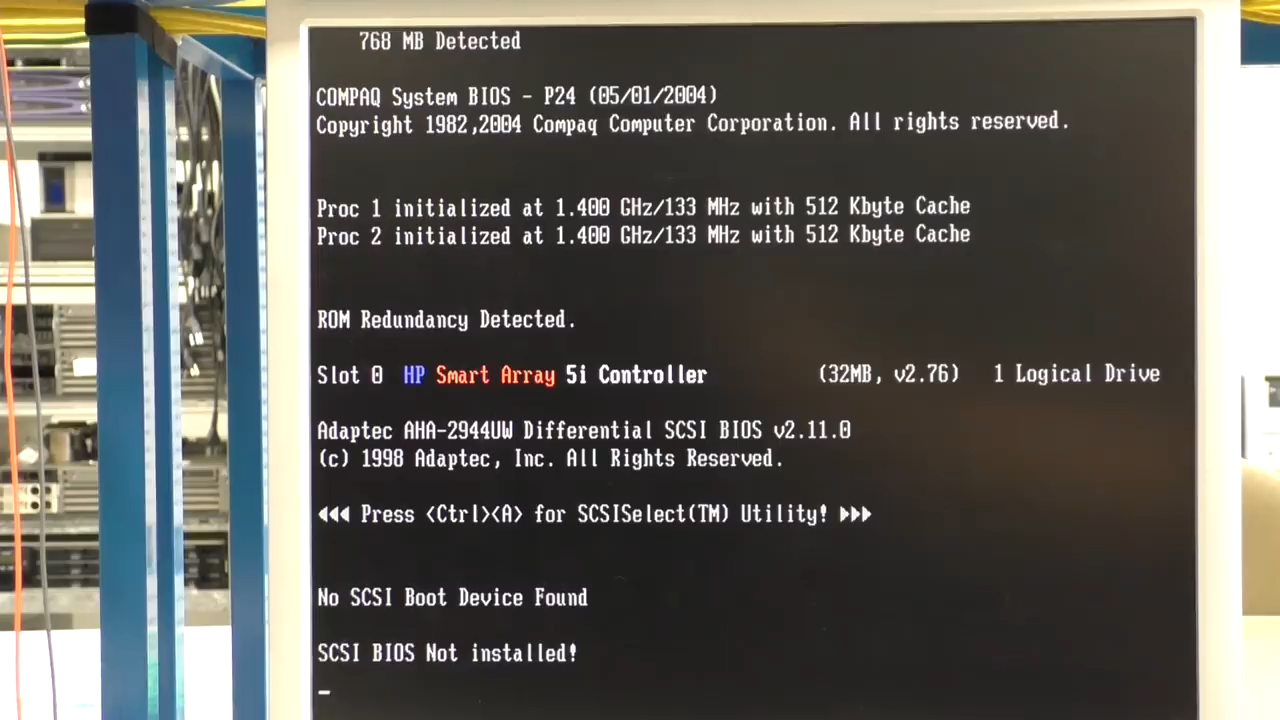 768 MB Detected
COMPAQ System BIOS - P24 (05/01/2004)
Copyright 1982,2004 Compaq Computer Corporation. All rights reserved.
Proc 1 initialized at 1.400 GHz/133 MHz with 512 Kbyte Cache
Proc 2 initialized at 1.400 GHz/133 MHz with 512 Kbyte Cache
ROM Redundancy Detected.
Slot 0 HP Smart Array 5i Controller (32MB, v2.76) 1 Logical Drive
Adaptec AHA-2944UW Differential SCSI BIOS v2.11.0
(c) 1998 Adaptec, Inc. All Rights Reserved.
◄◄◄ Press <Ctrl><A> for SCSISelect(TM) Utility! ►►►
No SCSI Boot Device Found
SCSI BIOS Not installed!